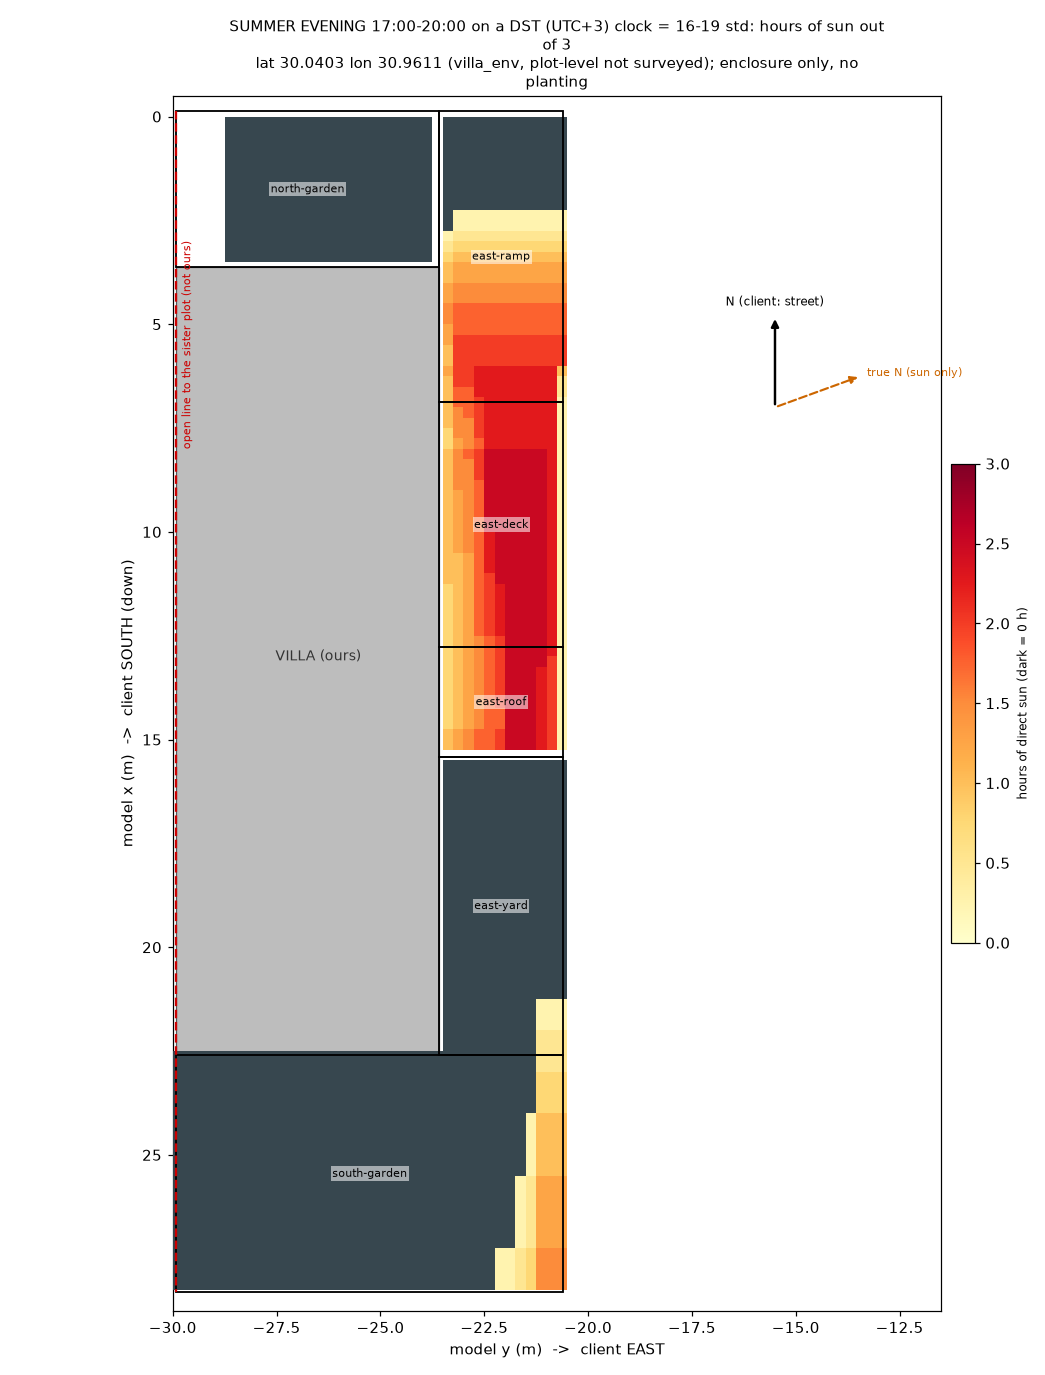 SUMMER EVENING 17:00-20:00 on a DST (UTC+3) clock = 16-19 std: hours of sun out
of 3
lat 30.0403 lon 30.9611 (villa_env, plot-level not surveyed); enclosure only, no
planting
0
north-garden
open line to the sister plot (not ours)
east-ramp
N (client: street)
5
true N (sun only)
3.0
10
east-deck
2.5
2.0
VILLA (ours)
east-roof
1.5
15
model x (m) -> client SOUTH (down)
hours of direct sun (dark = 0 h)
1.0
east-yard
0.5
20
0.0
25
south-garden
−30.0
−27.5
−25.0
−22.5
−20.0
−17.5
−15.0
−12.5
model y (m) -> client EAST